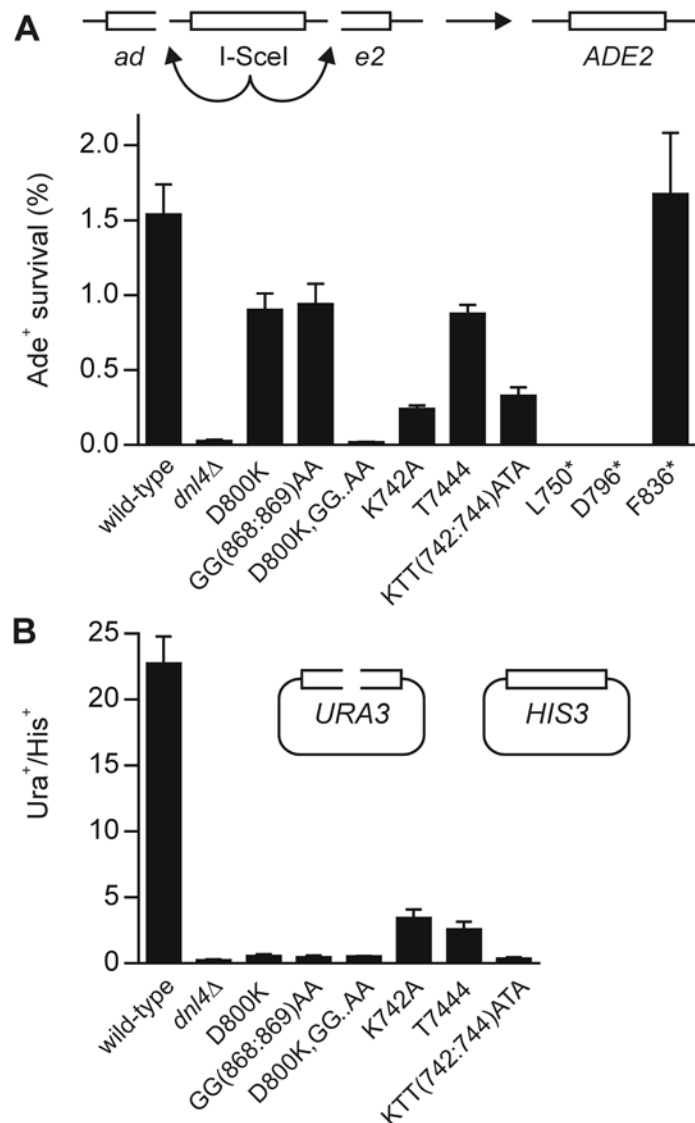 A
ad I-SceI e2 ADE2
Ade+ survival (%)
2.0
1.5
1.0
0.5
0.0
wild-type
dnl4Δ
D800K
GG(868:869)AA
D800K,GG..AA
K742A
T7444
KTT(742:744)ATA
L750*
D796*
F836*
B
Ura+/His+
25
20
15
10
5
0
URA3 HIS3
wild-type
dnl4Δ
D800K
GG(868:869)AA
D800K,GG..AA
K742A
T7444
KTT(742:744)ATA